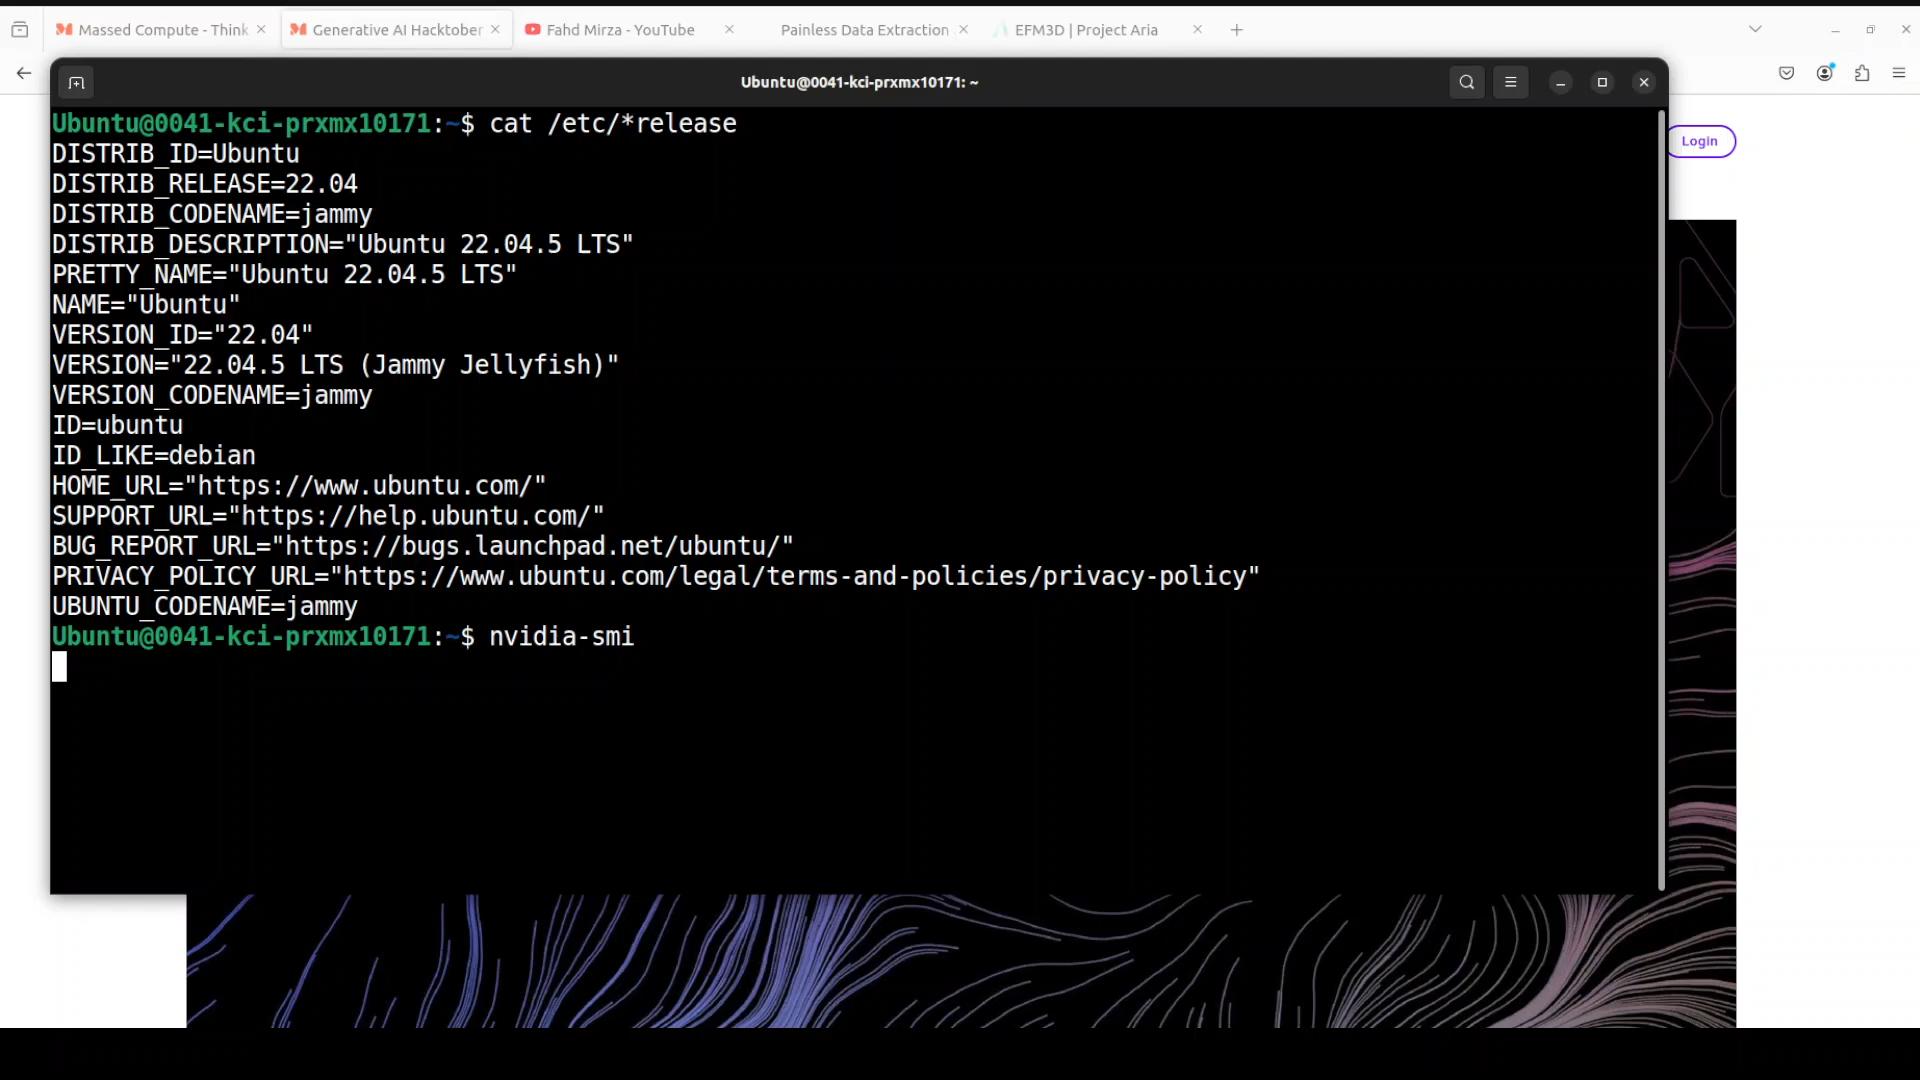 Massed Compute - Think
Generative AI Hacktober
Fahd Mirza - YouTube
Painless Data Extraction
EFM3D | Project Aria
Ubuntu@0041-kci-prxmx10171: ~
Login
Ubuntu@0041-kci-prxmx10171:~$ cat /etc/*release
DISTRIB_ID=Ubuntu
DISTRIB_RELEASE=22.04
DISTRIB_CODENAME=jammy
DISTRIB_DESCRIPTION="Ubuntu 22.04.5 LTS"
PRETTY_NAME="Ubuntu 22.04.5 LTS"
NAME="Ubuntu"
VERSION_ID="22.04"
VERSION="22.04.5 LTS (Jammy Jellyfish)"
VERSION_CODENAME=jammy
ID=ubuntu
ID_LIKE=debian
HOME_URL="https://www.ubuntu.com/"
SUPPORT_URL="https://help.ubuntu.com/"
BUG_REPORT_URL="https://bugs.launchpad.net/ubuntu/"
PRIVACY_POLICY_URL="https://www.ubuntu.com/legal/terms-and-policies/privacy-policy"
UBUNTU_CODENAME=jammy
Ubuntu@0041-kci-prxmx10171:~$ nvidia-smi